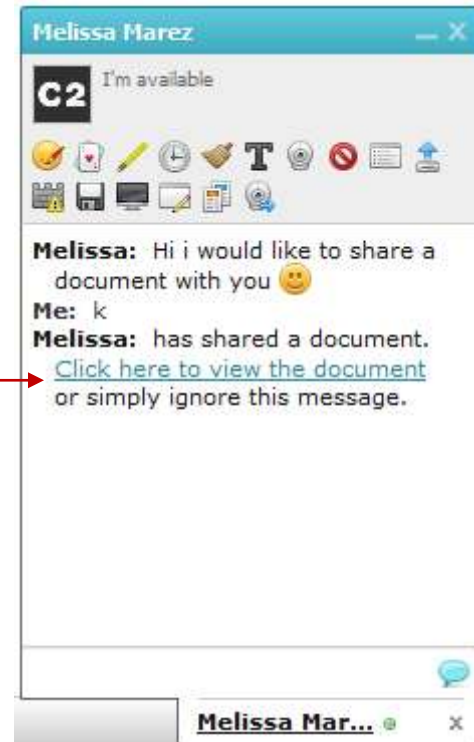 Melissa Marez
C2 I'm available
Melissa: Hi i would like to share a
document with you
Me: k
Melissa: has shared a document.
Click here to view the document
or simply ignore this message.
Melissa Mar... x